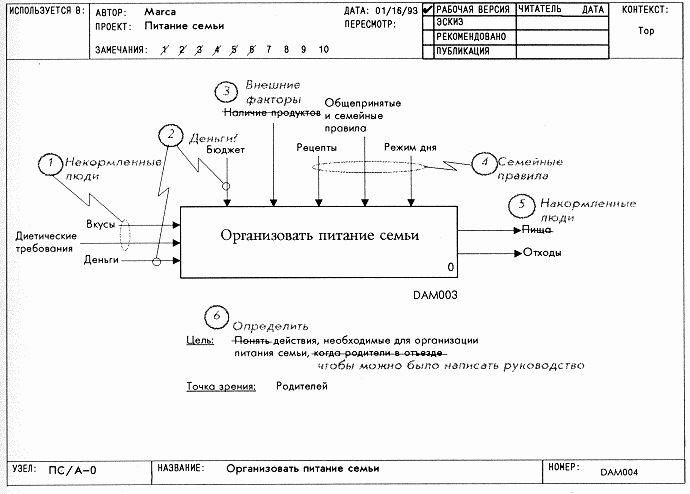 ИСПОЛЬЗУЕТСЯ В:
АВТОР: Marca
ПРОЕКТ: Питание семьи
ЗАМЕЧАНИЯ: 1 2 3 4 5 6 7 8 9 10
ДАТА: 01/16/93
ПЕРЕСМОТР:
РАБОЧАЯ ВЕРСИЯ
ЭСКИЗ
РЕКОМЕНДОВАНО
ПУБЛИКАЦИЯ
ЧИТАТЕЛЬ ДАТА
КОНТЕКСТ:
Top
3 Внешние
факторы
Наличие продуктов
Общепринятые
и семейные
правила
2 Деньги?
Бюджет
Рецепты
Режим дня
1 Некормленные
люди
4 Семейные
правила
5 Накормленные
люди
Вкусы
Диетические
требования
Деньги
Организовать питание семьи
0
Пища
Отходы
DAM003
6 Определить
Цель: Понять действия, необходимые для организации
питания семьи, когда родители в отъезде
чтобы можно было написать руководство
Точка зрения: Родителей
УЗЕЛ: ПС/А-0
НАЗВАНИЕ: Организовать питание семьи
НОМЕР:
DAM004